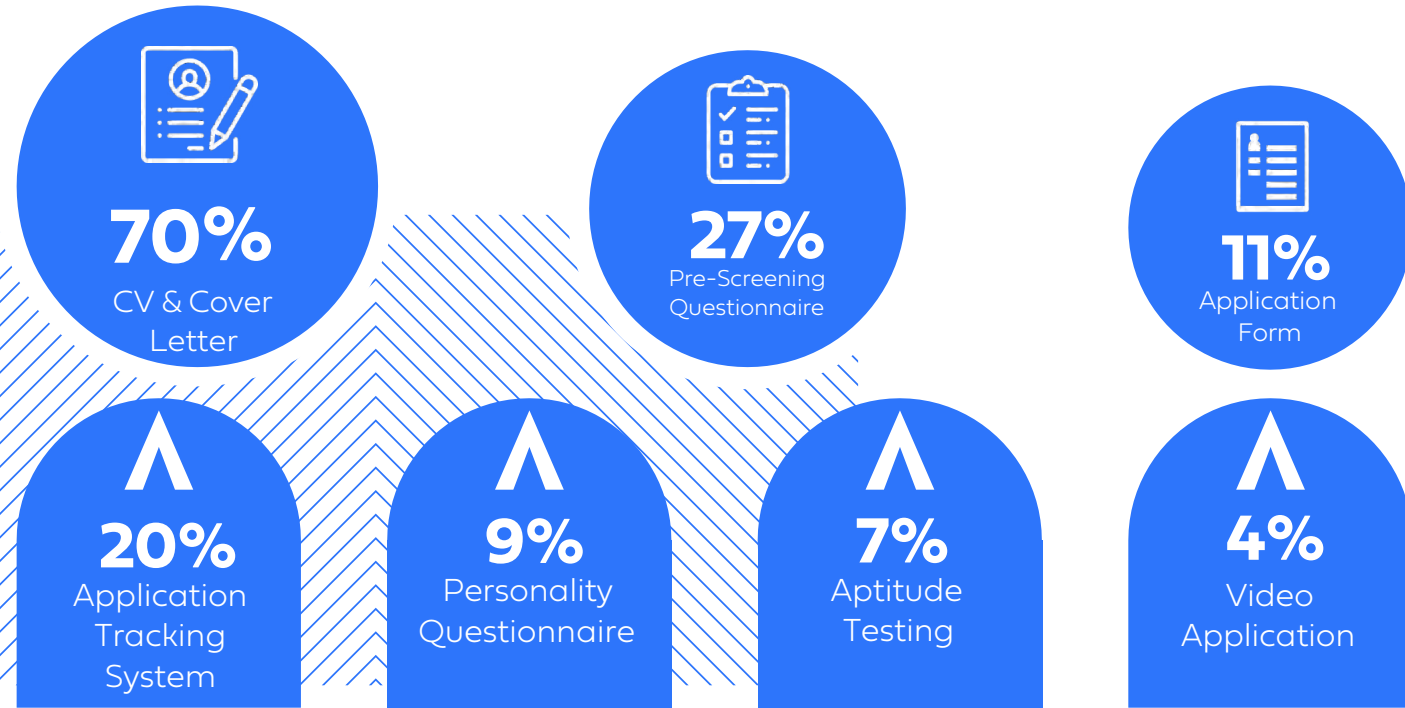 70%
CV & Cover
Letter
27%
Pre-Screening
Questionnaire
11%
Application
Form
20%
Application
Tracking
System
9%
Personality
Questionnaire
7%
Aptitude
Testing
4%
Video
Application